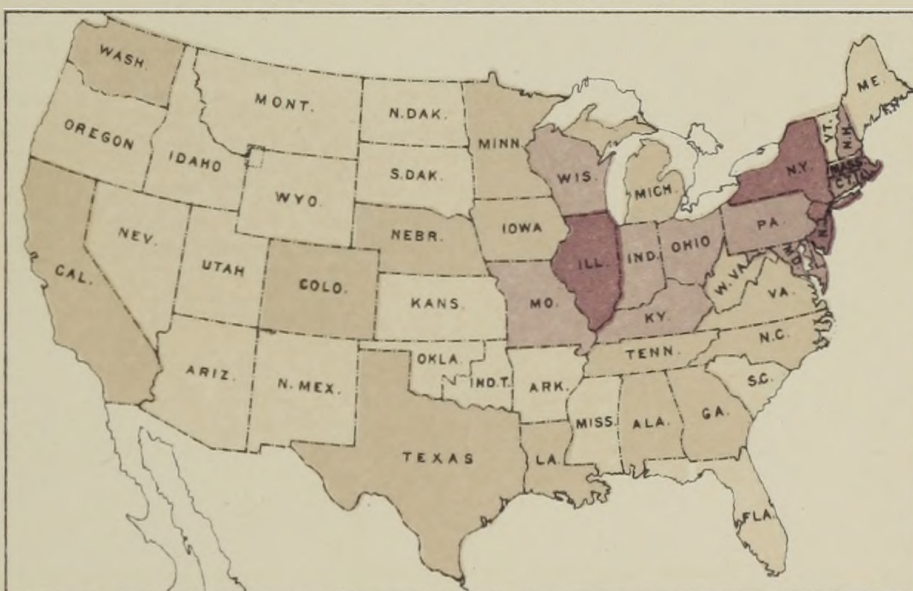 WASH.
MONT.
N.DAK.
MINN.
ME.
OREGON
IDAHO
S.DAK.
WIS.
MICH.
N.Y.
VT.
N.H.
MASS.
WYO.
NEV.
UTAH
COLO.
NEBR.
IOWA
ILL.
IND.
OHIO
PA.
MD.
CAL.
KANS.
MO.
KY.
W.VA.
VA.
ARIZ.
N.MEX.
OKLA.
IND.T.
ARK.
TENN.
N.C.
S.C.
TEXAS
LA.
MISS.
ALA.
GA.
FLA.